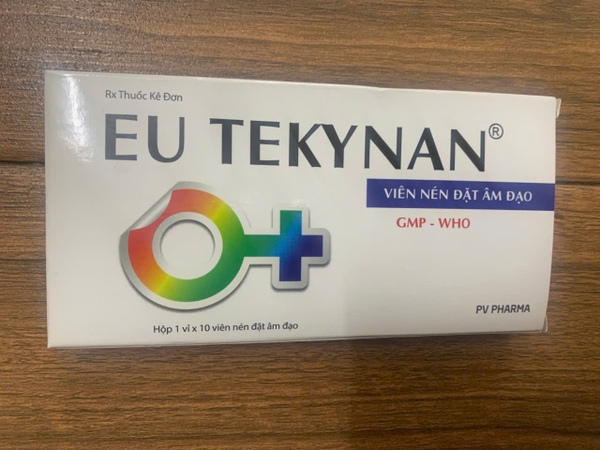 Rx Thuốc Kê Đơn
EU TEKYNAN®
VIÊN NÉN ĐẶT ÂM ĐẠO
GMP - WHO
PV PHARMA
Hộp 1 vỉ x 10 viên nén đặt âm đạo